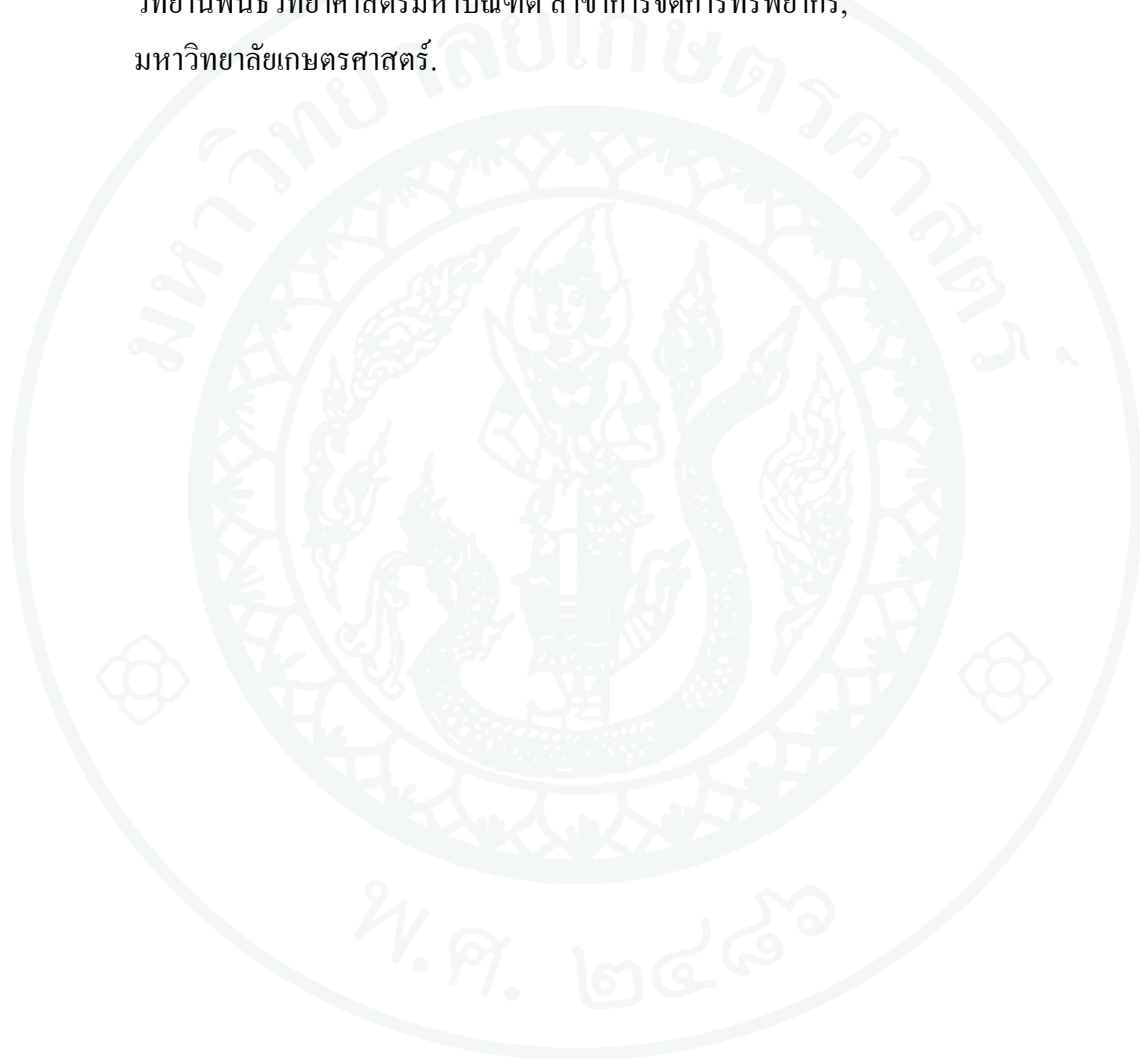 วิทยานิพนธ์วิทยาศาสตรมหาบัณฑิต สาขาการจัดการทรัพยากร,
มหาวิทยาลัยเกษตรศาสตร์.
มหาวิทยาลัยเกษตรศาสตร์
พ.ศ. ๒๔๘๖